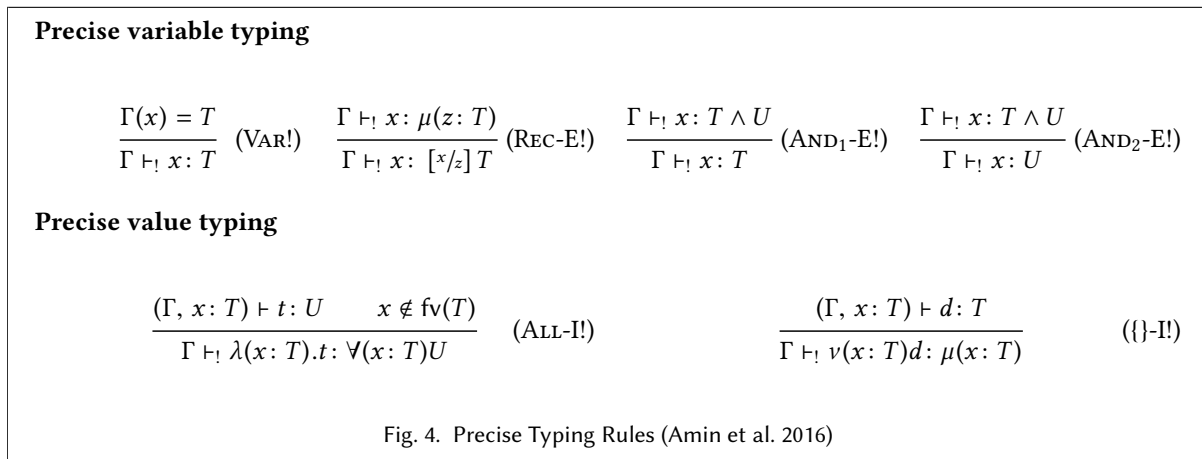 Precise variable typing
Γ(x) = T
Γ ⊢! x: T (Var!)
Γ ⊢! x: μ(z: T)
Γ ⊢! x: [x/z] T (Rec-E!)
Γ ⊢! x: T ∧ U
Γ ⊢! x: T (And₁-E!)
Γ ⊢! x: T ∧ U
Γ ⊢! x: U (And₂-E!)
Precise value typing
(Γ, x: T) ⊢ t: U x ∉ fv(T)
Γ ⊢! λ(x: T).t: ∀(x: T)U (All-I!)
(Γ, x: T) ⊢ d: T
Γ ⊢! ν(x: T)d: μ(x: T) ({}-I!)
Fig. 4. Precise Typing Rules (Amin et al. 2016)